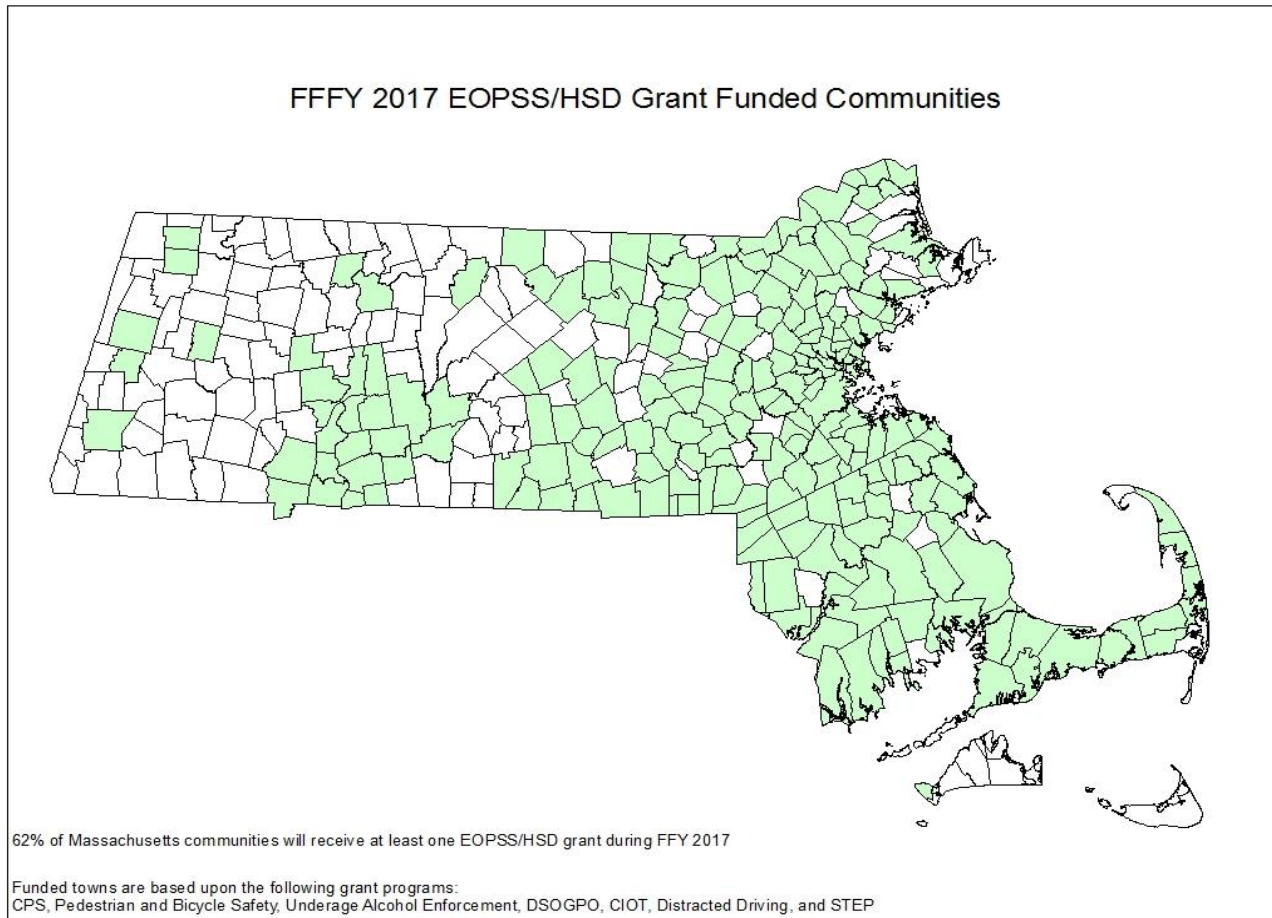 FFFY 2017 EOPSS/HSD Grant Funded Communities
62% of Massachusetts communities will receive at least one EOPSS/HSD grant during FFY 2017
Funded towns are based upon the following grant programs:
CPS, Pedestrian and Bicycle Safety, Underage Alcohol Enforcement, DSOGPO, CIOT, Distracted Driving, and STEP